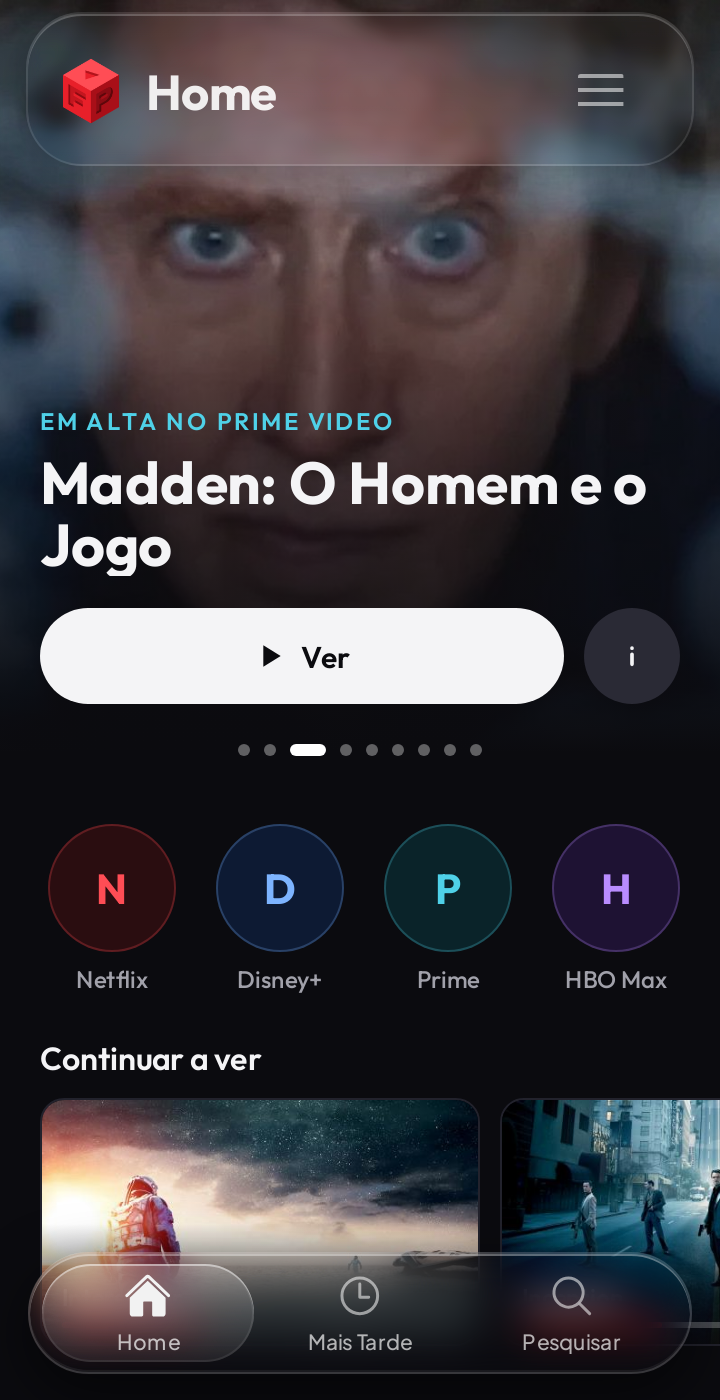 Home
EM ALTA NO PRIME VIDEO
Madden: O Homem e o
Jogo
Ver
i
N
D
P
H
Netflix
Disney+
Prime
HBO Max
Continuar a ver
Home
Mais Tarde
Pesquisar